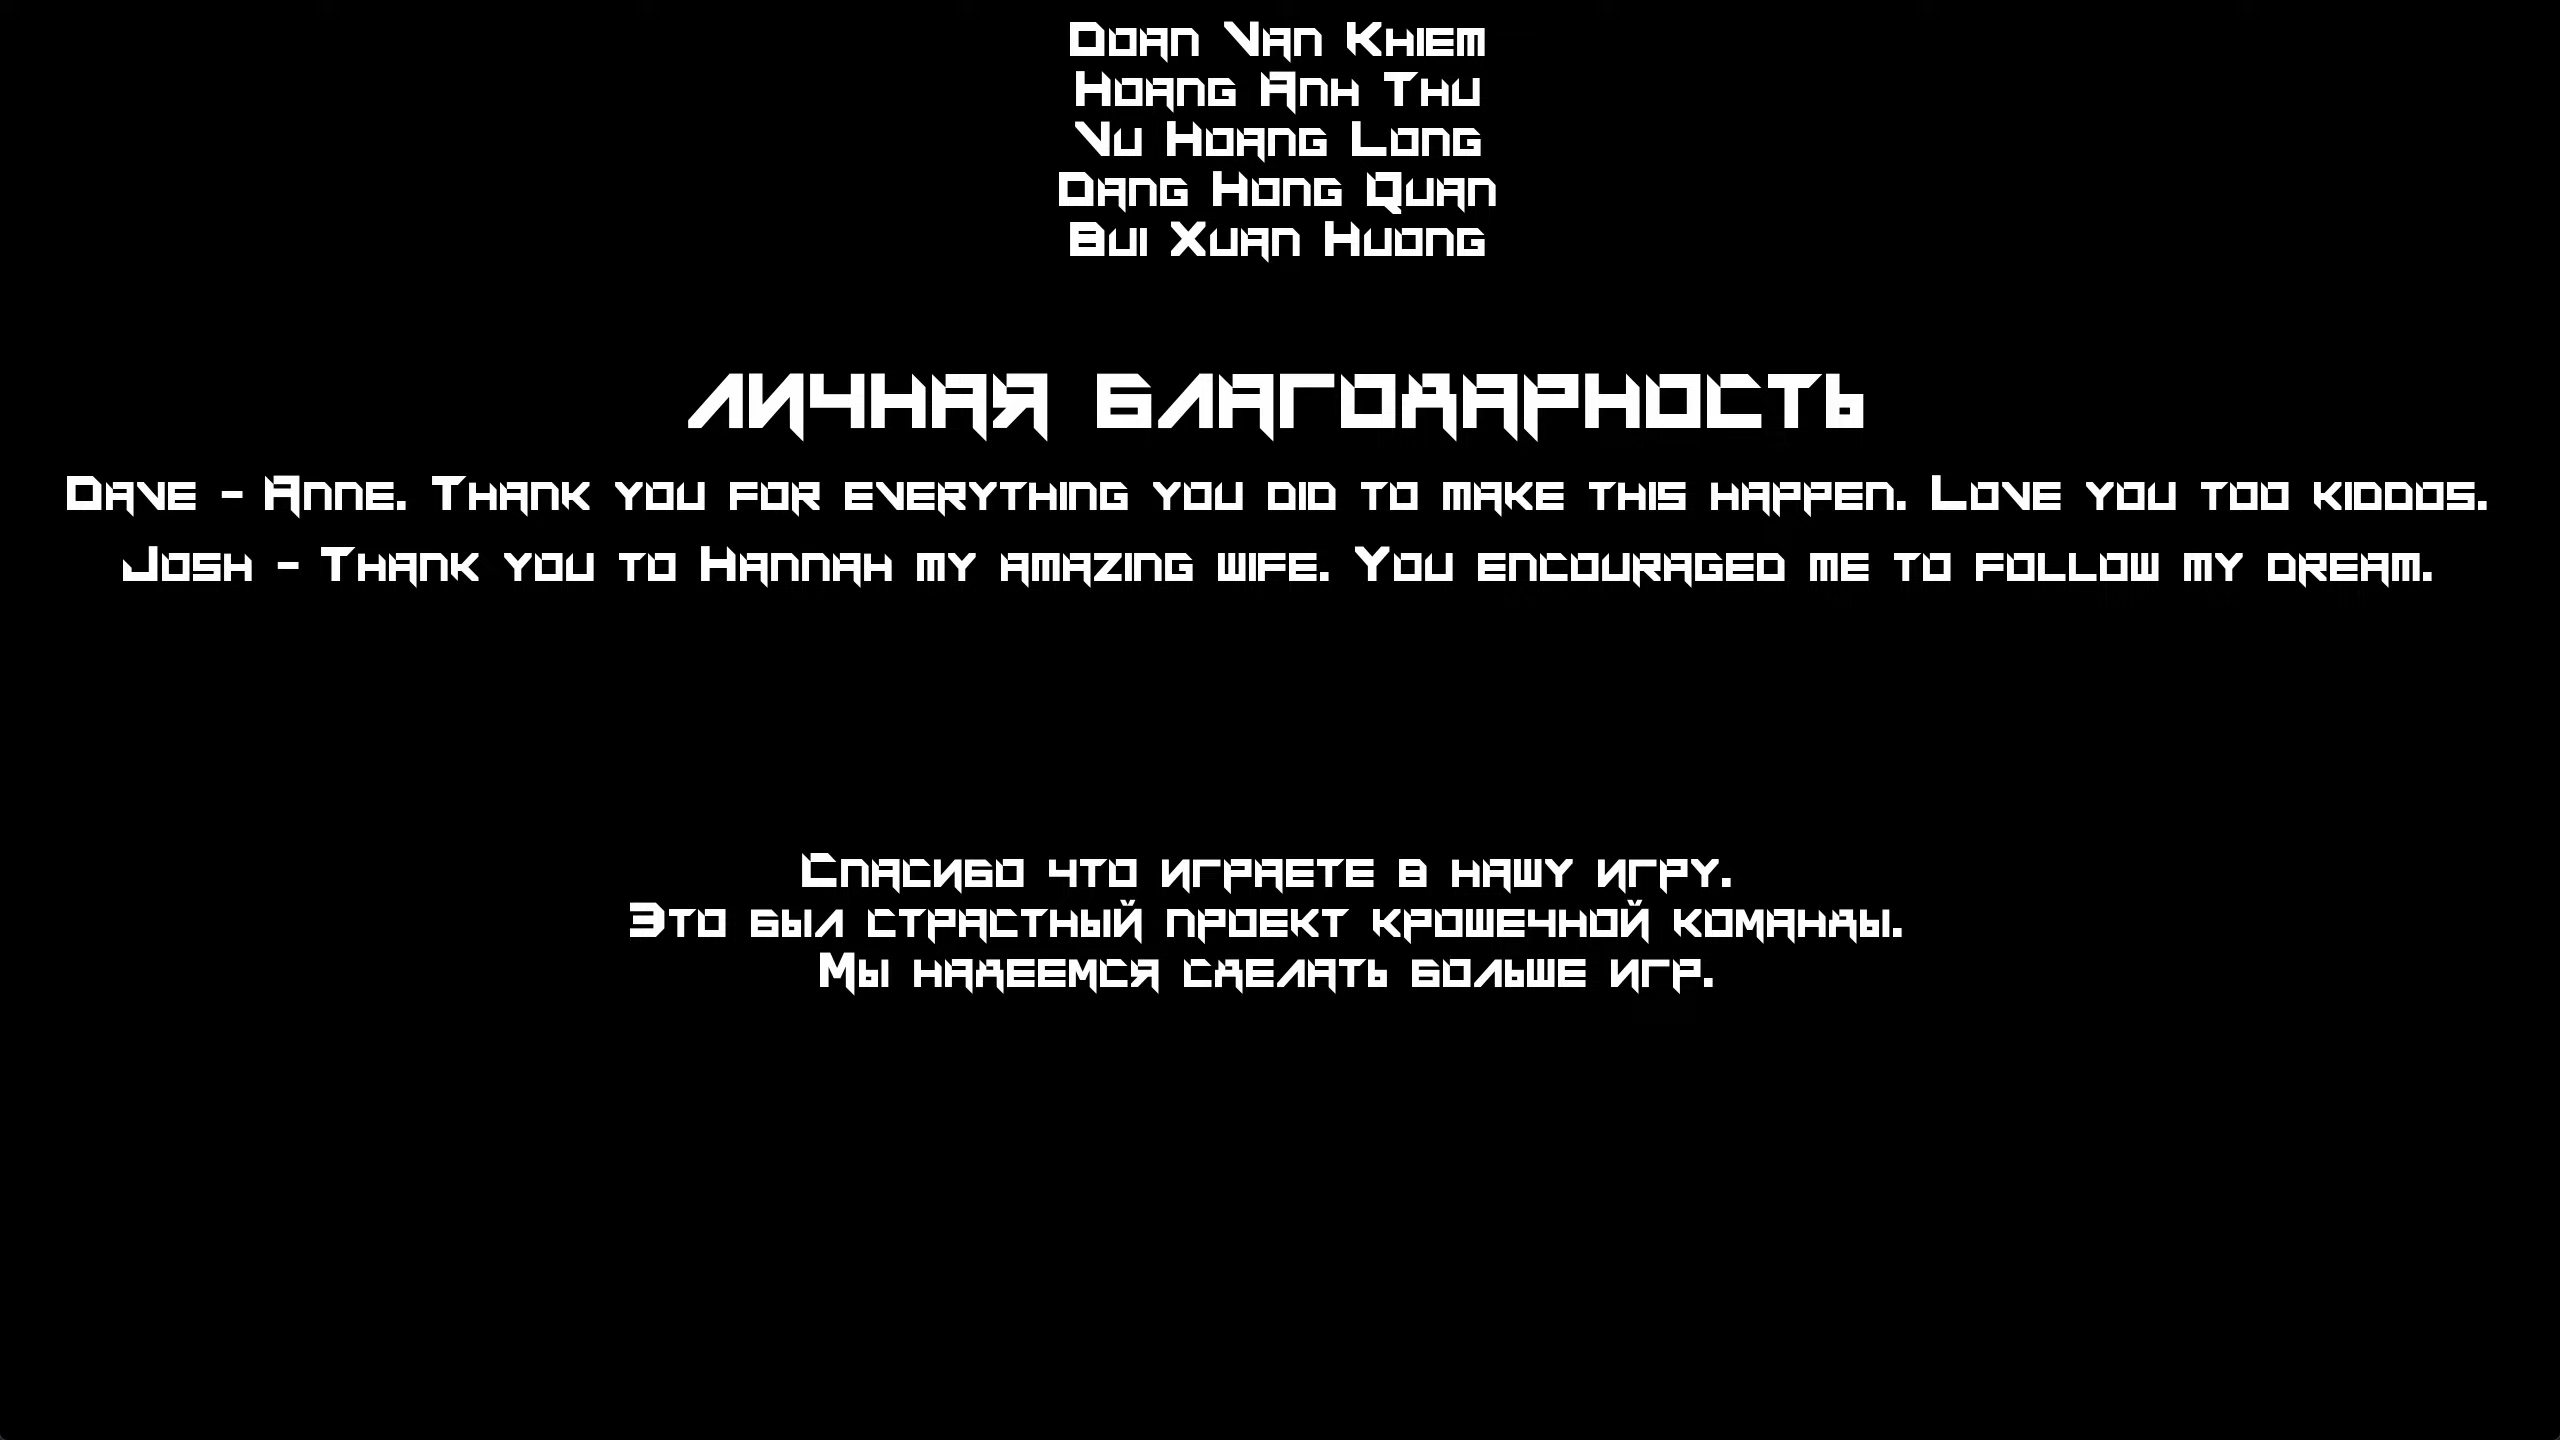 Doan Van Khiem
Hoang Anh Thu
Vu Hoang Long
Dang Hong Quan
Bui Xuan Huong
ЛИЧНАЯ БЛАГОДАРНОСТЬ
Dave - Anne. Thank you for everything you did to make this happen. Love you too kiddos.
Josh - Thank you to Hannah my amazing wife. You encouraged me to follow my dream.
Спасибо что играете в нашу игру.
Это был страстный проект крошечной команды.
Мы надеемся сделать больше игр.